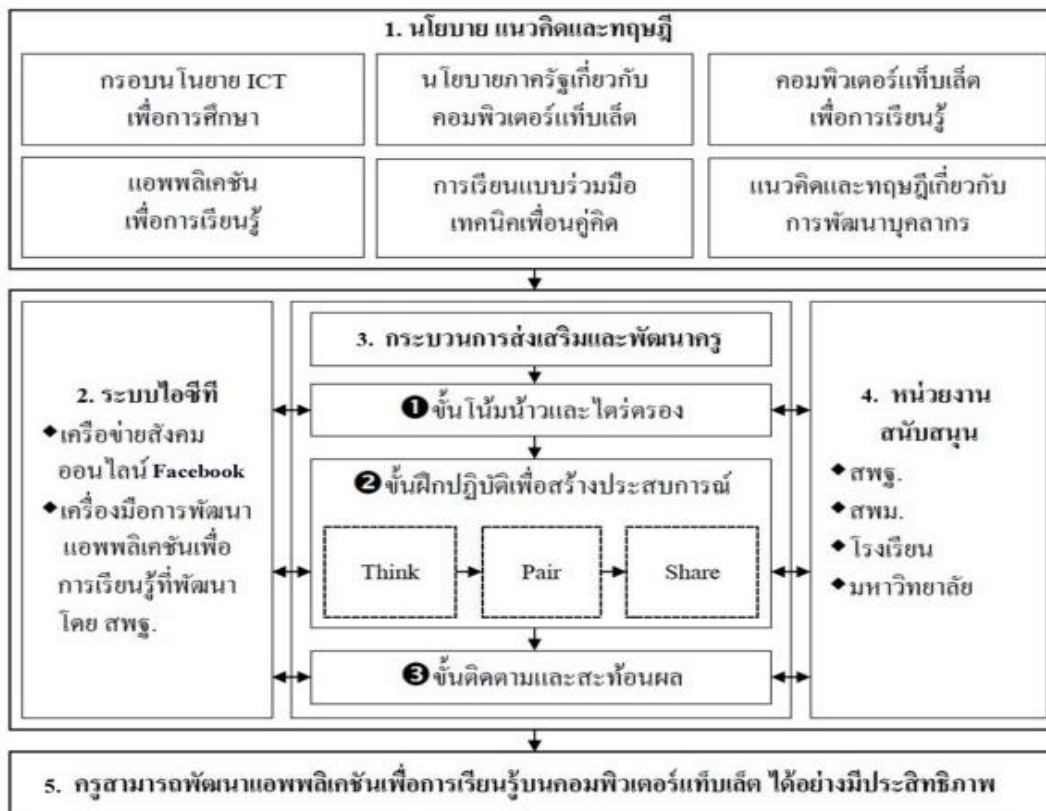 1. นโยบาย แนวคิดและทฤษฎี
กรอบนโนยาย ICT
เพื่อการศึกษา
นโยบายภาครัฐเกี่ยวกับ
คอมพิวเตอร์แท็บเล็ต
คอมพิวเตอร์แท็บเล็ต
เพื่อการเรียนรู้
แอพพลิเคชัน
เพื่อการเรียนรู้
การเรียนแบบร่วมมือ
เทคนิคเพื่อนคู่คิด
แนวคิดและทฤษฎีเกี่ยวกับ
การพัฒนาบุคลากร
2. ระบบไอซีที
◆เครือข่ายสังคม
ออนไลน์ Facebook
◆เครื่องมือการพัฒนา
แอพพลิเคชันเพื่อ
การเรียนรู้ที่พัฒนา
โดย สพฐ.
3. กระบวนการส่งเสริมและพัฒนาครู
❶ขั้นโน้มน้าวและไตร่ตรอง
❷ขั้นฝึกปฏิบัติเพื่อสร้างประสบการณ์
Think
Pair
Share
❸ขั้นติดตามและสะท้อนผล
4. หน่วยงาน
สนับสนุน
◆สพฐ.
◆สพม.
◆โรงเรียน
◆มหาวิทยาลัย
5. ครูสามารถพัฒนาแอพพลิเคชันเพื่อการเรียนรู้บนคอมพิวเตอร์แท็บเล็ต ได้อย่างมีประสิทธิภาพ